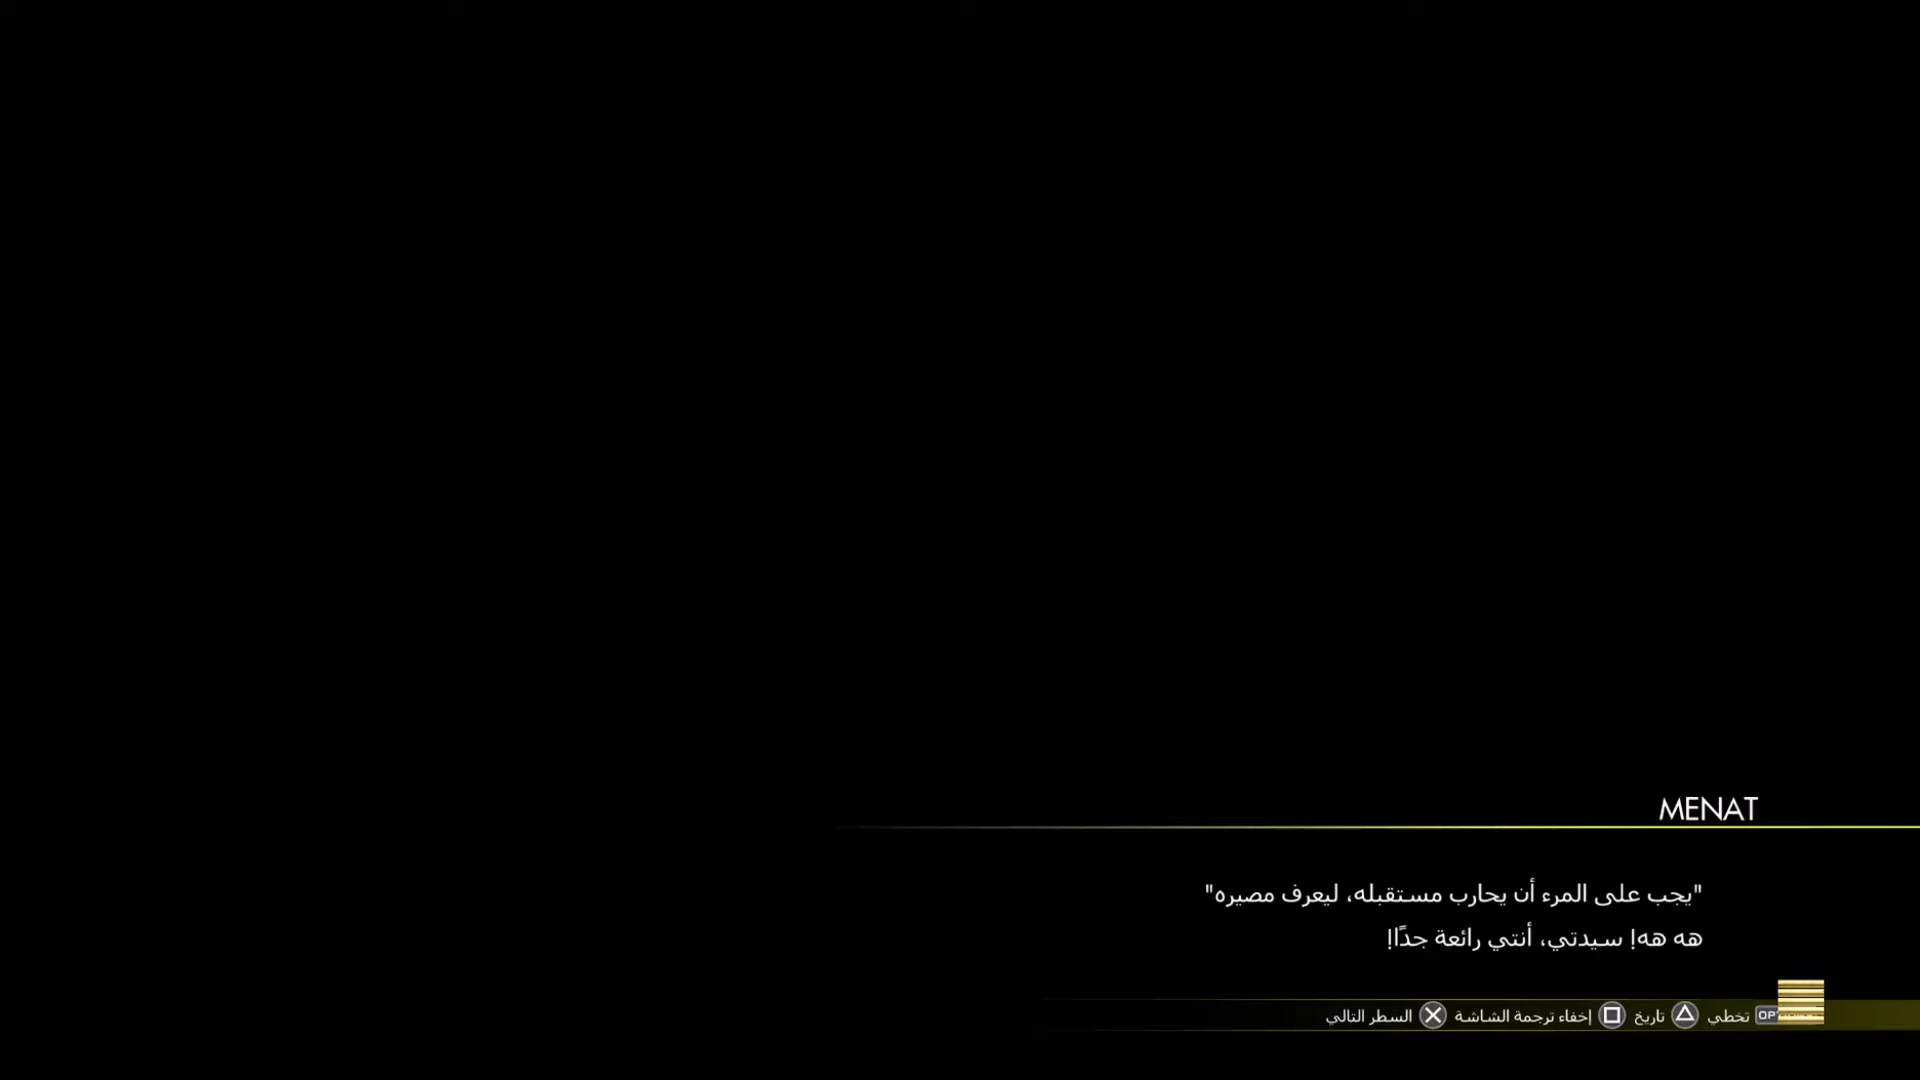 MENAT
"يجب على المرء أن يحارب مستقبله، ليعرف مصيره"
هه هه! سيدتي، أنتي رائعة جدًا!
تخطي تاريخ إخفاء ترجمة الشاشة السطر التالي